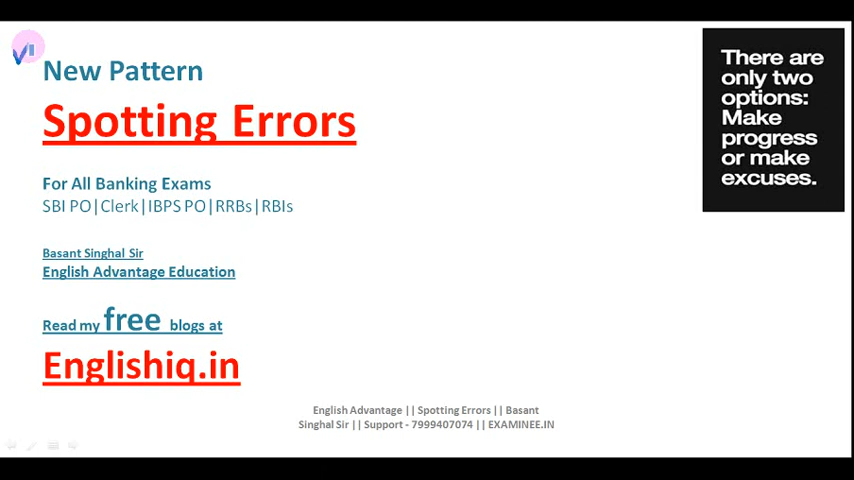 New Pattern
Spotting Errors
For All Banking Exams
SBI PO|Clerk|IBPS PO|RRBs|RBIs
Basant Singhal Sir
English Advantage Education
Read my free blogs at
Englishiq.in
There are
only two
options:
Make
progress
or make
excuses.
English Advantage || Spotting Errors || Basant
Singhal Sir || Support - 7999407074 || EXAMINEE.IN